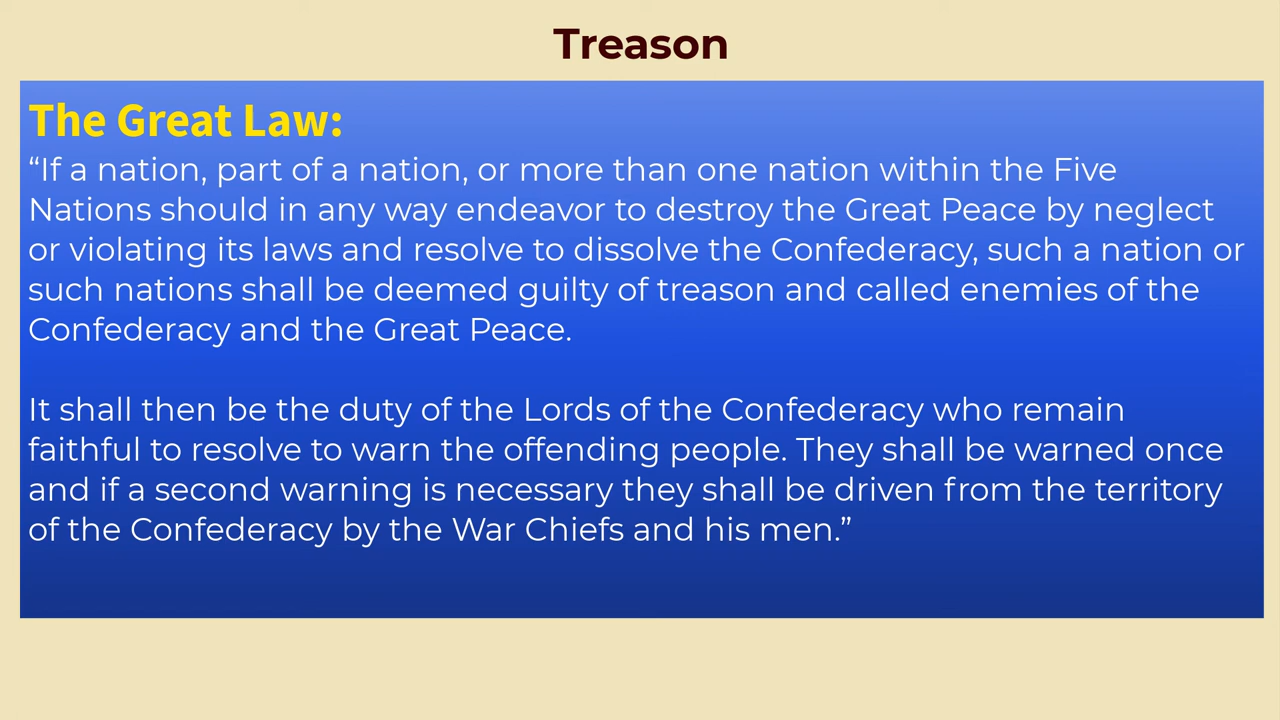 Treason
The Great Law:
“If a nation, part of a nation, or more than one nation within the Five
Nations should in any way endeavor to destroy the Great Peace by neglect
or violating its laws and resolve to dissolve the Confederacy, such a nation or
such nations shall be deemed guilty of treason and called enemies of the
Confederacy and the Great Peace.
It shall then be the duty of the Lords of the Confederacy who remain
faithful to resolve to warn the offending people. They shall be warned once
and if a second warning is necessary they shall be driven from the territory
of the Confederacy by the War Chiefs and his men.”